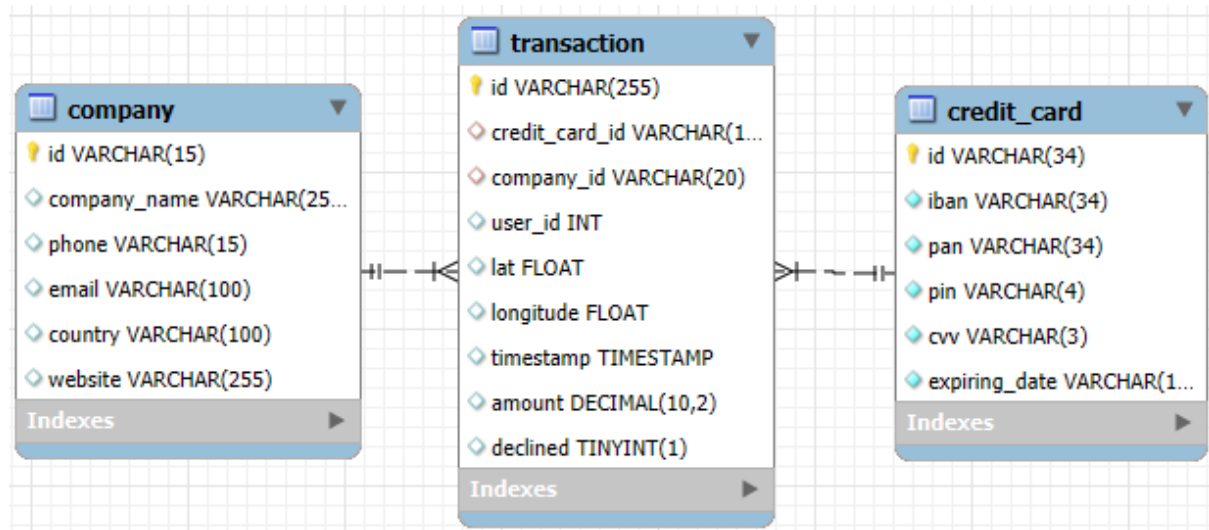 company
id VARCHAR(15)
company_name VARCHAR(25...
phone VARCHAR(15)
email VARCHAR(100)
country VARCHAR(100)
website VARCHAR(255)
Indexes
transaction
id VARCHAR(255)
credit_card_id VARCHAR(1...
company_id VARCHAR(20)
user_id INT
lat FLOAT
longitude FLOAT
timestamp TIMESTAMP
amount DECIMAL(10,2)
declined TINYINT(1)
Indexes
credit_card
id VARCHAR(34)
iban VARCHAR(34)
pan VARCHAR(34)
pin VARCHAR(4)
cvv VARCHAR(3)
expiring_date VARCHAR(1...
Indexes